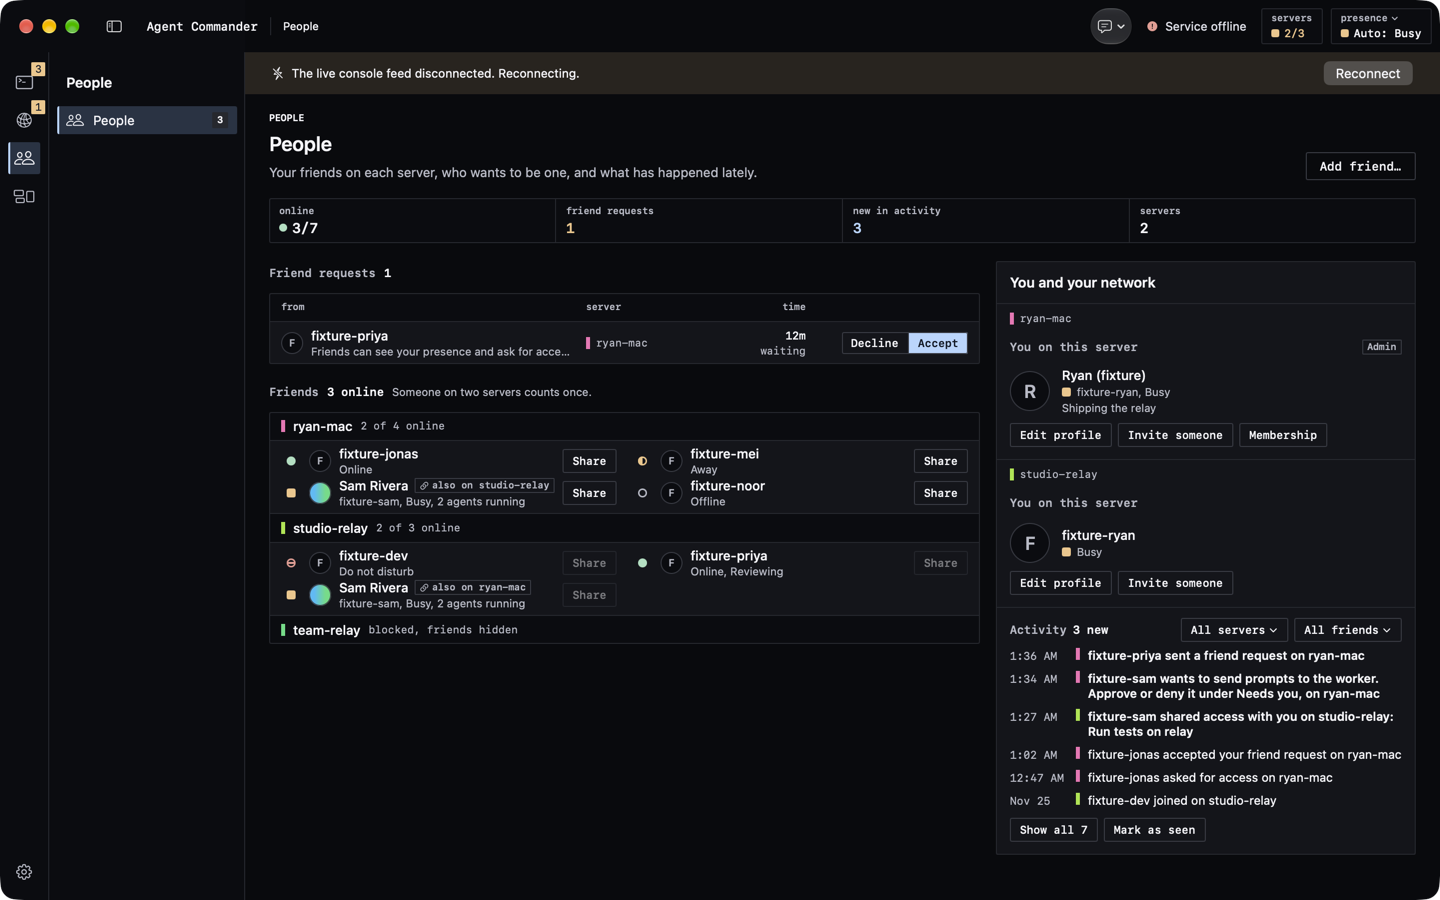 Agent Commander
People
Service offline
servers
2/3
presence
Auto: Busy
3
1
People
People
3
The live console feed disconnected. Reconnecting.
Reconnect
PEOPLE
People
Your friends on each server, who wants to be one, and what has happened lately.
Add friend…
online
3/7
friend requests
1
new in activity
3
servers
2
Friend requests 1
from
server
time
F
fixture-priya
Friends can see your presence and ask for acce...
ryan-mac
12m
waiting
Decline
Accept
Friends 3 online Someone on two servers counts once.
ryan-mac 2 of 4 online
F
fixture-jonas
Online
Share
F
fixture-mei
Away
Share
Sam Rivera
also on studio-relay
fixture-sam, Busy, 2 agents running
Share
F
fixture-noor
Offline
Share
studio-relay 2 of 3 online
F
fixture-dev
Do not disturb
Share
F
fixture-priya
Online, Reviewing
Share
Sam Rivera
also on ryan-mac
fixture-sam, Busy, 2 agents running
Share
team-relay blocked, friends hidden
You and your network
ryan-mac
You on this server
Admin
R
Ryan (fixture)
fixture-ryan, Busy
Shipping the relay
Edit profile
Invite someone
Membership
studio-relay
You on this server
F
fixture-ryan
Busy
Edit profile
Invite someone
Activity 3 new
All servers
All friends
1:36 AM
fixture-priya sent a friend request on ryan-mac
1:34 AM
fixture-sam wants to send prompts to the worker.
Approve or deny it under Needs you, on ryan-mac
1:27 AM
fixture-sam shared access with you on studio-relay:
Run tests on relay
1:02 AM
fixture-jonas accepted your friend request on ryan-mac
12:47 AM
fixture-jonas asked for access on ryan-mac
Nov 25
fixture-dev joined on studio-relay
Show all 7
Mark as seen